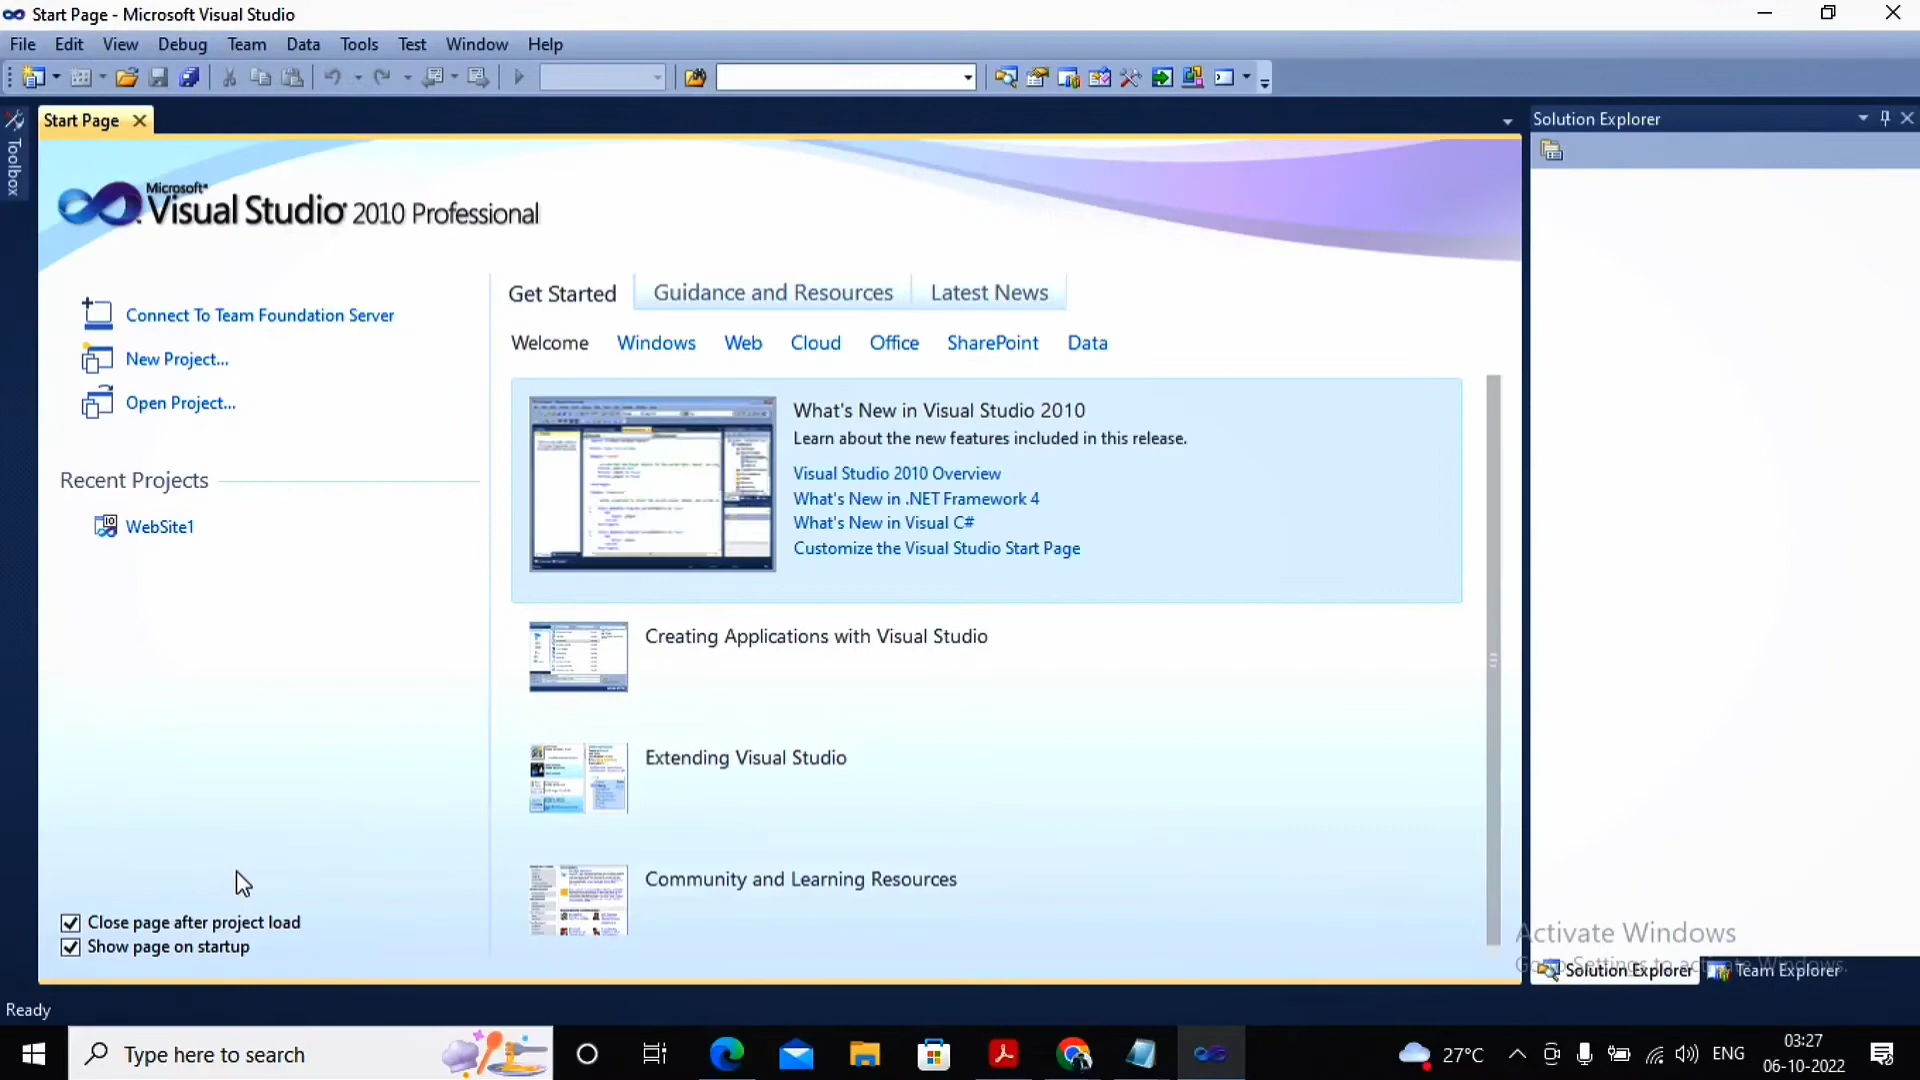 Start Page - Microsoft Visual Studio
File Edit View Debug Team Data Tools Test Window Help
Toolbox
Start Page
Solution Explorer
Microsoft
Visual Studio 2010 Professional
Connect To Team Foundation Server
New Project...
Open Project...
Recent Projects
WebSite1
Close page after project load
Show page on startup
Get Started Guidance and Resources Latest News
Welcome Windows Web Cloud Office SharePoint Data
What's New in Visual Studio 2010
Learn about the new features included in this release.
Visual Studio 2010 Overview
What's New in .NET Framework 4
What's New in Visual C#
Customize the Visual Studio Start Page
Creating Applications with Visual Studio
Extending Visual Studio
Community and Learning Resources
Activate Windows
Go to Settings to activate Windows.
Solution Explorer Team Explorer
Ready
Type here to search
27°C
ENG
03:27
06-10-2022